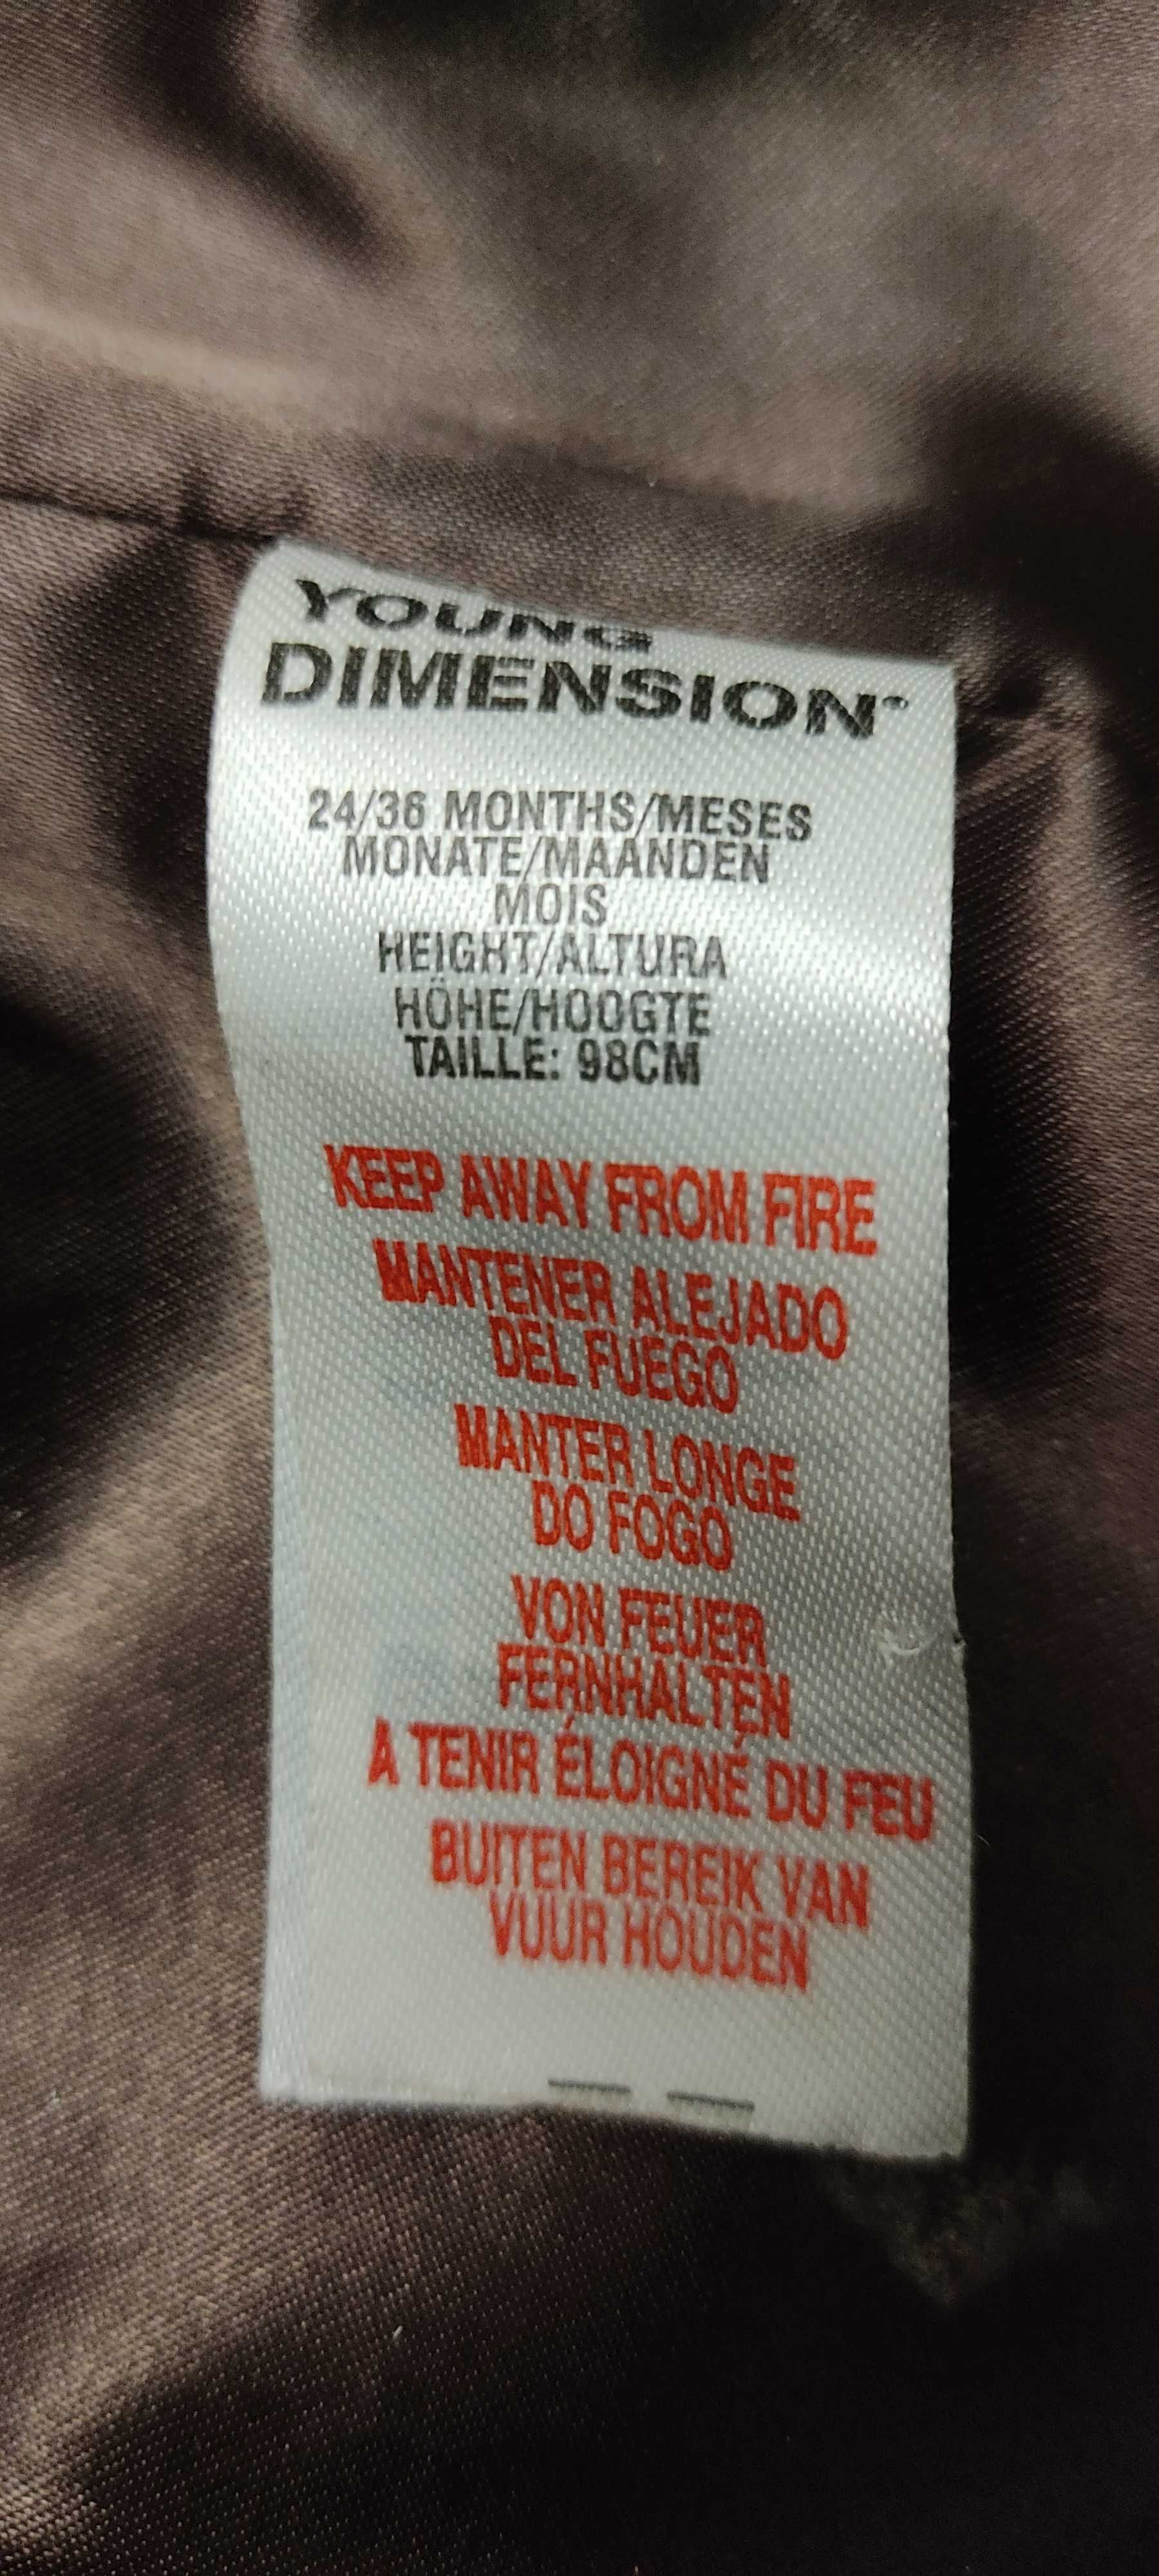 YOUNG
DIMENSION
24/36 MONTHS/MESES
MONATE/MAANDEN
MOIS
HEIGHT/ALTURA
HÖHE/HOOGTE
TAILLE: 98CM
KEEP AWAY FROM FIRE
MANTENER ALEJADO
DEL FUEGO
MANTER LONGE
DO FOGO
VON FEUER
FERNHALTEN
A TENIR ÉLOIGNÉ DU FEU
BUITEN BEREIK VAN
VUUR HOUDEN